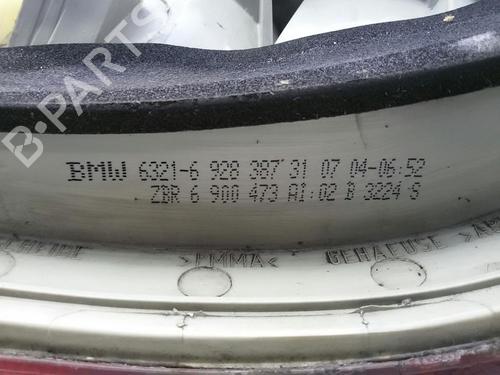 BMW 6321-6 928 387 31 07 04-06:52
ZBR 6 900 473 AI:02 B 3224 S
>PMMA<
GEHAEUSE
B-PARTS